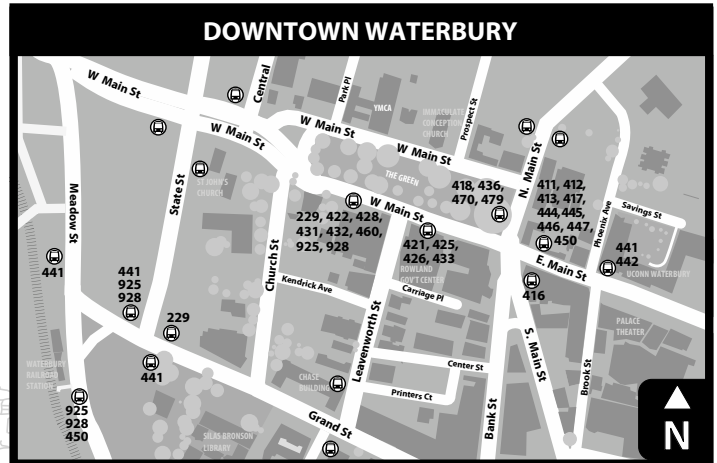 DOWNTOWN WATERBURY
W Main St
Central
Park Pl
YMCA
IMMACULATE
CONCEPTION
CHURCH
Prospect St
W Main St
W Main St
W Main St
N. Main St
THE GREEN
ST JOHN'S
CHURCH
State St
Meadow St
418, 436,
470, 479
411, 412,
413, 417,
444, 445,
446, 447,
450
Phoenix Ave
Savings St
229, 422, 428,
431, 432, 460,
925, 928
W Main St
421, 425,
426, 433
ROWLAND
GOV'T CENTER
E. Main St
441
442
UCONN WATERBURY
441
441
925
928
Church St
Kendrick Ave
Carriage Pl
416
229
Leavenworth St
PALACE
THEATER
441
WATERBURY
RAILROAD
STATION
CHASE
BUILDING
Center St
S. Main St
Brook St
Printers Ct
925
928
450
Grand St
Bank St
SILAS BRONSON
LIBRARY
N